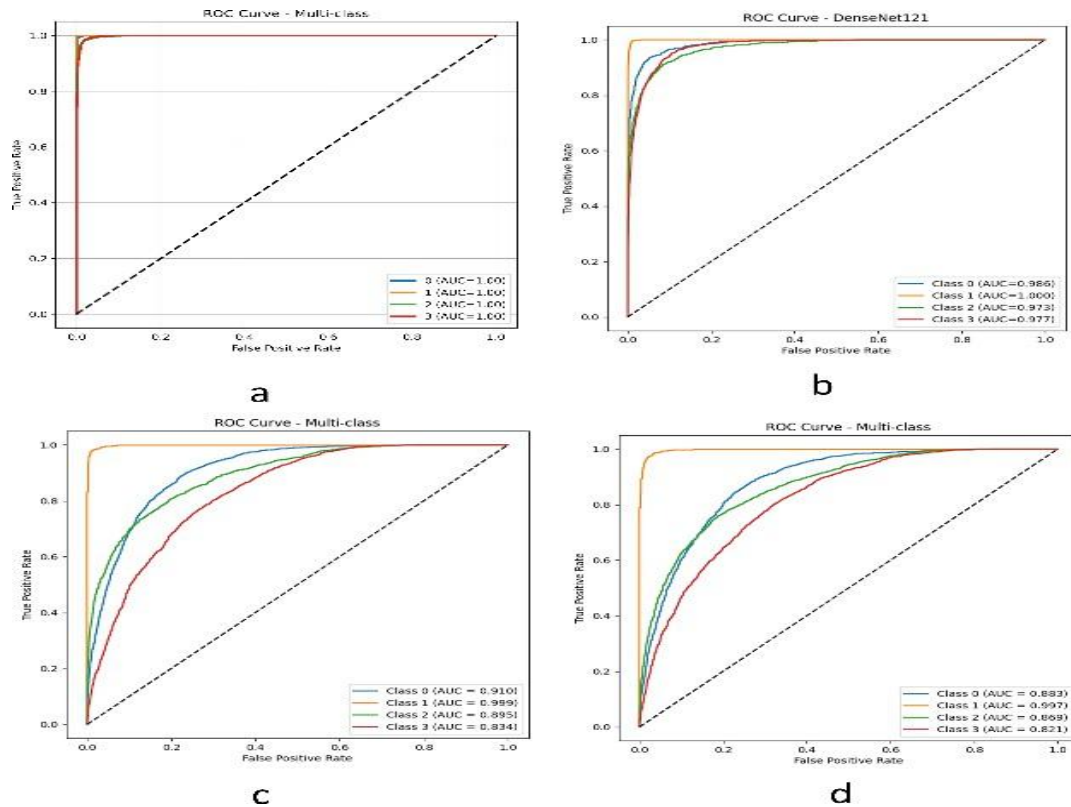 ROC Curve - Multi-class
1.0
0.8
0.6
0.4
0.2
0.0
True Positive Rate
0 (AUC=1.00)
1 (AUC=1.00)
2 (AUC=1.00)
3 (AUC=1.00)
0.0 0.2 0.4 0.6 0.8 1.0
False Positive Rate
a
ROC Curve - DenseNet121
1.0
0.8
0.6
0.4
0.2
0.0
True Positive Rate
Class 0 (AUC=0.986)
Class 1 (AUC=1.000)
Class 2 (AUC=0.973)
Class 3 (AUC=0.977)
0.0 0.2 0.4 0.6 0.8 1.0
False Positive Rate
b
ROC Curve - Multi-class
1.0
0.8
0.6
0.4
0.2
0.0
True Positive Rate
Class 0 (AUC = 0.910)
Class 1 (AUC = 0.999)
Class 2 (AUC = 0.895)
Class 3 (AUC = 0.834)
0.0 0.2 0.4 0.6 0.8 1.0
False Positive Rate
c
ROC Curve - Multi-class
1.0
0.8
0.6
0.4
0.2
0.0
True Positive Rate
Class 0 (AUC = 0.883)
Class 1 (AUC = 0.997)
Class 2 (AUC = 0.869)
Class 3 (AUC = 0.821)
0.0 0.2 0.4 0.6 0.8 1.0
False Positive Rate
d